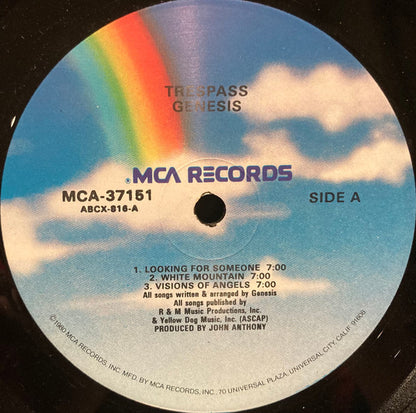 TRESPASS
GENESIS
®MCA RECORDS
MCA-37151
ABCX-816-A
SIDE A
1. LOOKING FOR SOMEONE 7:00
2. WHITE MOUNTAIN 7:00
3. VISIONS OF ANGELS 7:00
All songs written & arranged by Genesis
All songs published by
R & M Music Productions, Inc.
& Yellow Dog Music, Inc. (ASCAP)
PRODUCED BY JOHN ANTHONY
©1980 MCA RECORDS, INC. MFD. BY MCA RECORDS, INC., 70 UNIVERSAL PLAZA, UNIVERSAL CITY, CALIF. 91608